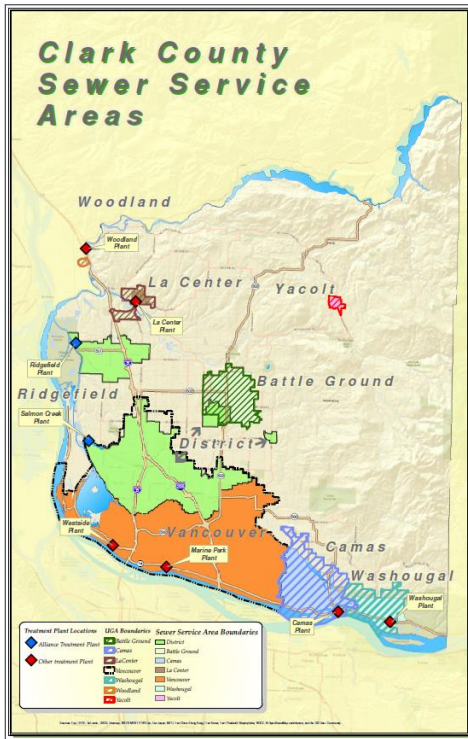 Clark County
Sewer Service
Areas
Woodland
Woodland
Plant
La Center
Yacolt
La Center
Plant
Ridgefield
Plant
Battle Ground
Ridgefield
Salmon Creek
Plant
District
Westside
Plant
Vancouver
Marine Park
Plant
Camas
Washougal
Washougal
Plant
Camas
Plant
Treatment Plant Locations
Alliance Treatment Plant
Other treatment Plant
UGA Boundaries
Battle Ground
Camas
LaCenter
Vancouver
Washougal
Woodland
Yacolt
Sewer Service Area Boundaries
District
Battle Ground
Camas
La Center
Vancouver
Washougal
Yacolt